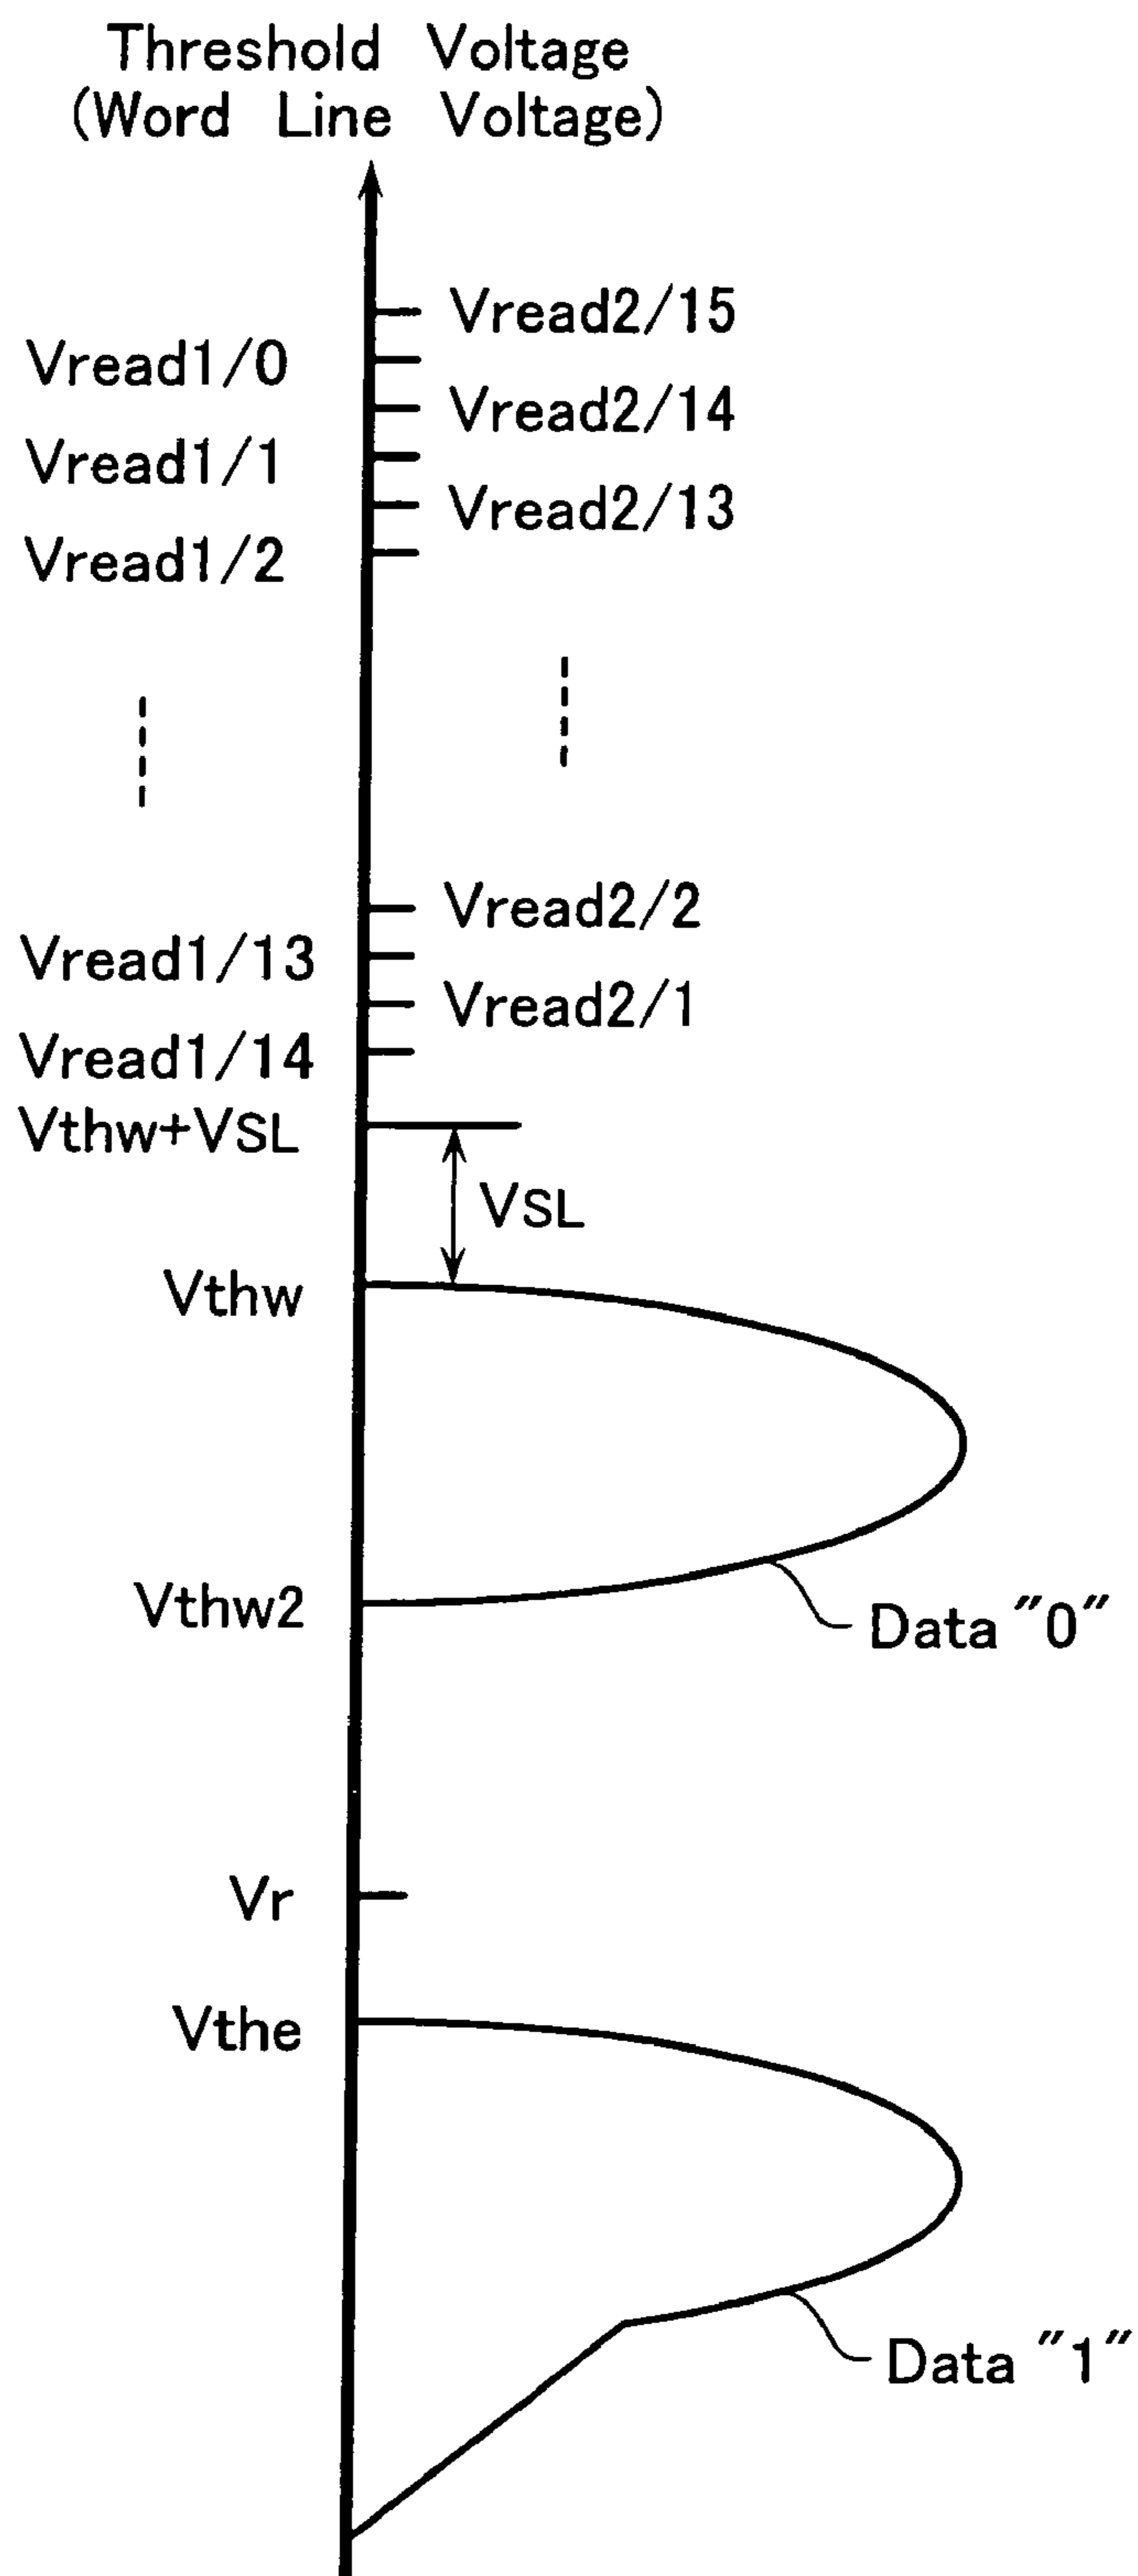 Threshold Voltage
(Word Line Voltage)
Vread2/15
Vread1/0
Vread2/14
Vread1/1
Vread2/13
Vread1/2
Vread2/2
Vread1/13
Vread2/1
Vread1/14
Vthw+VSL
VSL
Vthw
Vthw2
Data "0"
Vr
Vthe
Data "1"